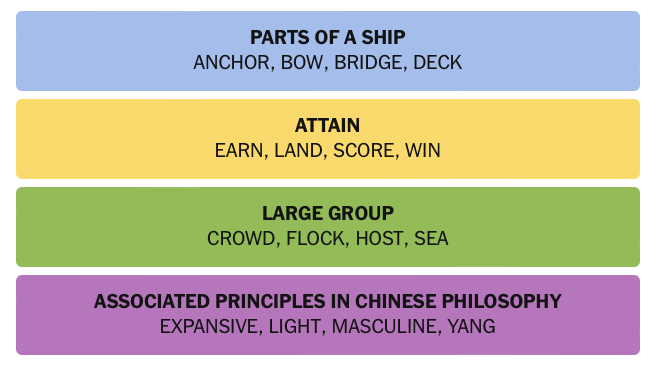 PARTS OF A SHIP
ANCHOR, BOW, BRIDGE, DECK
ATTAIN
EARN, LAND, SCORE, WIN
LARGE GROUP
CROWD, FLOCK, HOST, SEA
ASSOCIATED PRINCIPLES IN CHINESE PHILOSOPHY
EXPANSIVE, LIGHT, MASCULINE, YANG